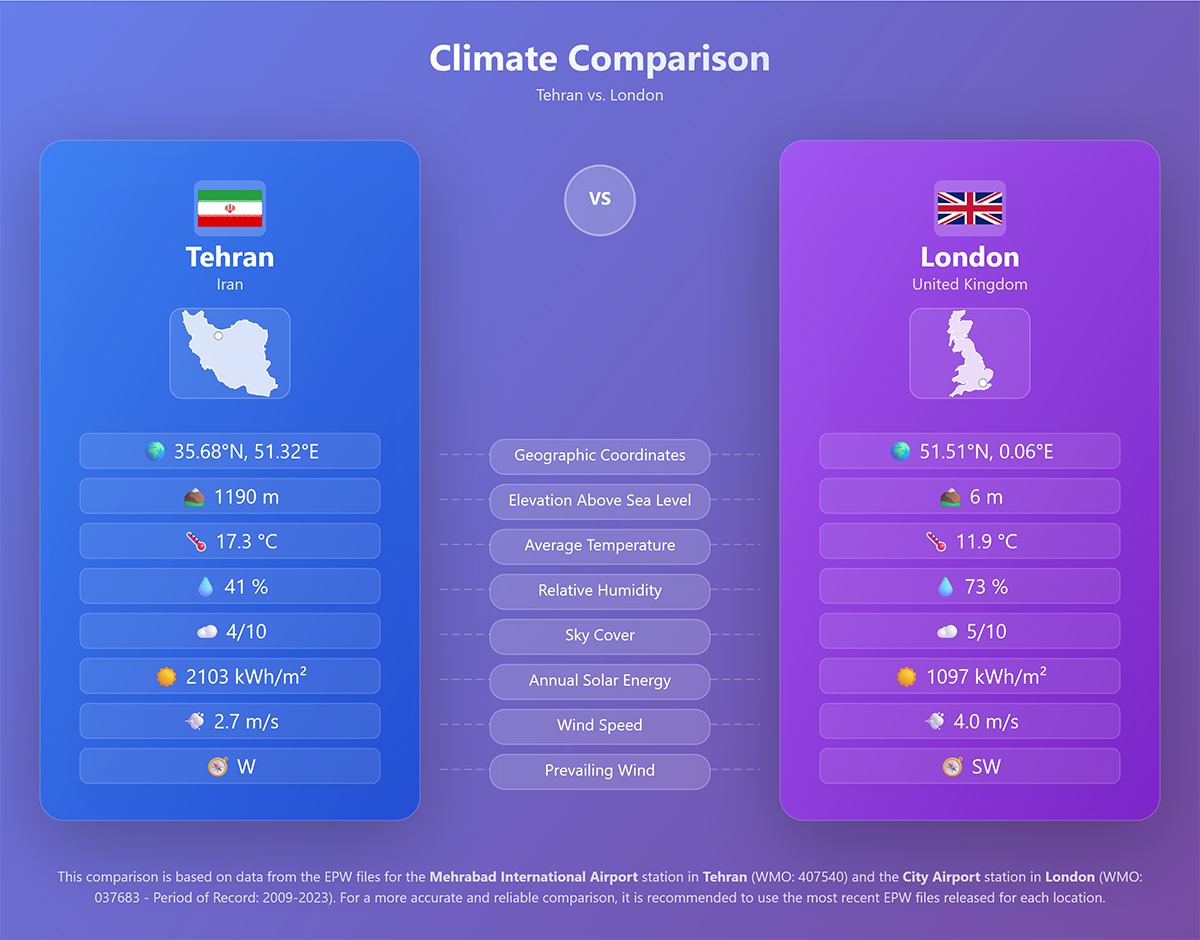 Climate Comparison
Tehran vs. London
Tehran
Iran
35.68°N, 51.32°E
1190 m
17.3 °C
41 %
4/10
2103 kWh/m²
2.7 m/s
W
VS
Geographic Coordinates
Elevation Above Sea Level
Average Temperature
Relative Humidity
Sky Cover
Annual Solar Energy
Wind Speed
Prevailing Wind
London
United Kingdom
51.51°N, 0.06°E
6 m
11.9 °C
73 %
5/10
1097 kWh/m²
4.0 m/s
SW
This comparison is based on data from the EPW files for the Mehrabad International Airport station in Tehran (WMO: 407540) and the City Airport station in London (WMO:
037683 - Period of Record: 2009-2023). For a more accurate and reliable comparison, it is recommended to use the most recent EPW files released for each location.